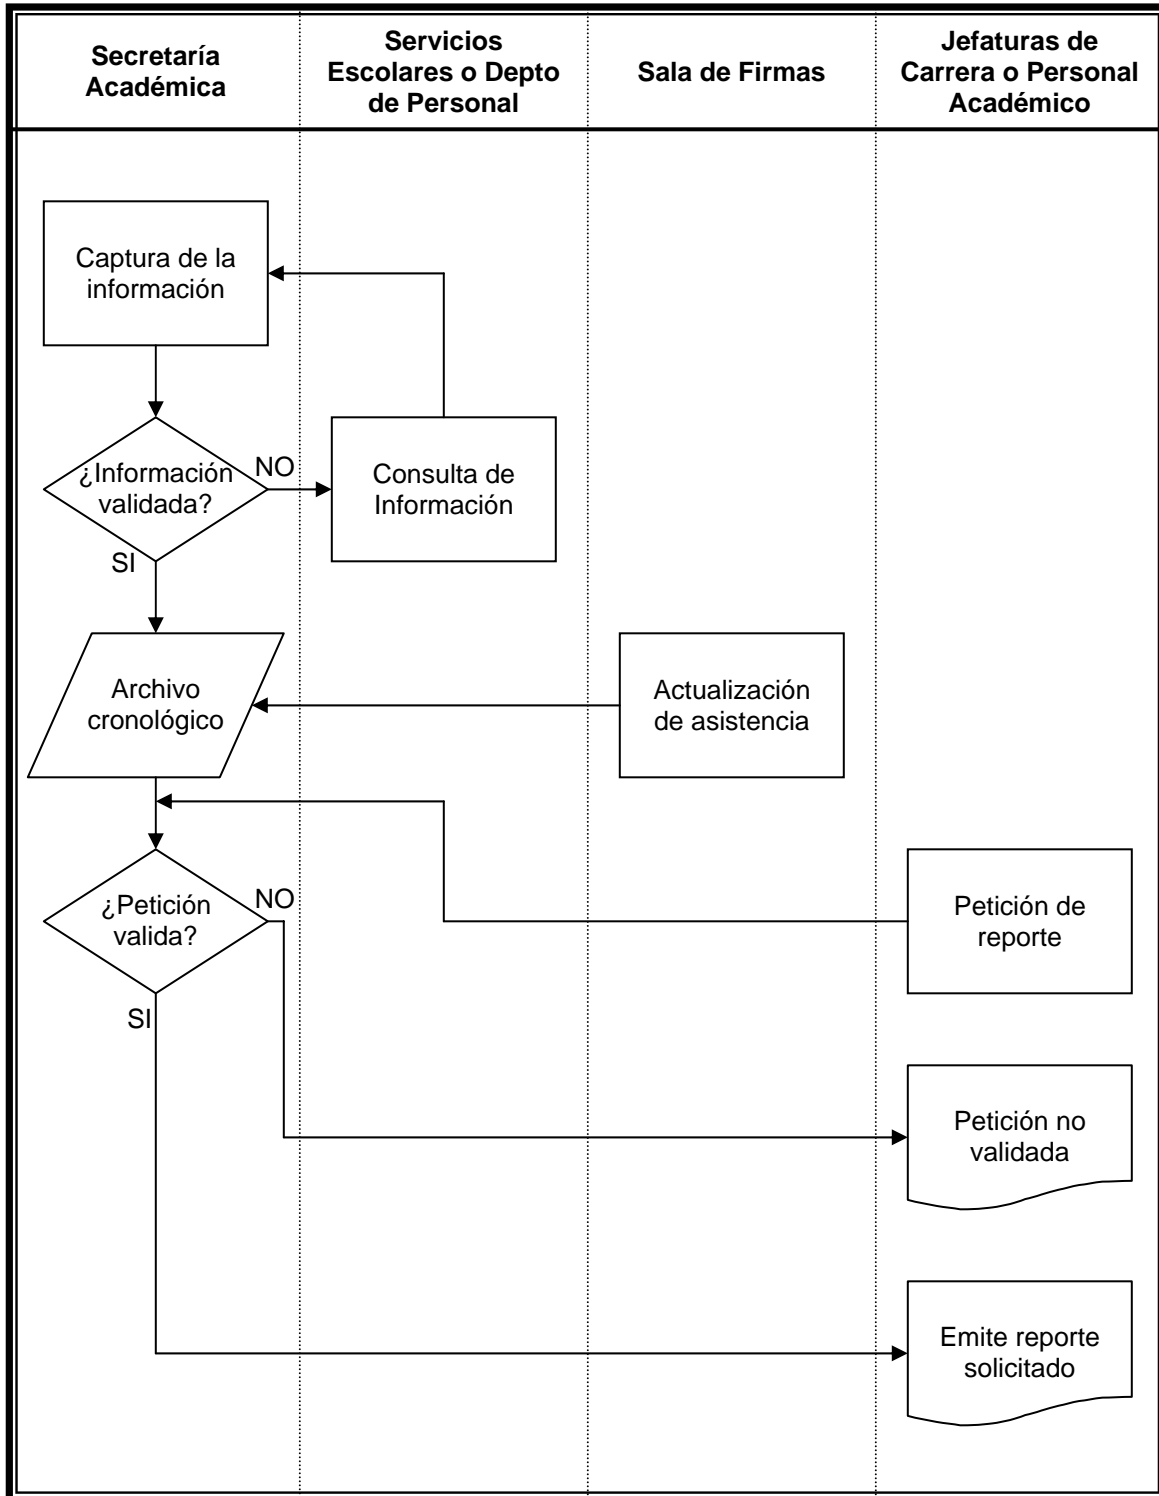 Secretaría
Académica
Servicios
Escolares o Depto
de Personal
Sala de Firmas
Jefaturas de
Carrera o Personal
Académico
Captura de la
información
¿Información
validada?
NO
SI
Consulta de
Información
Archivo
cronológico
Actualización
de asistencia
¿Petición
valida?
NO
SI
Petición de
reporte
Petición no
validada
Emite reporte
solicitado